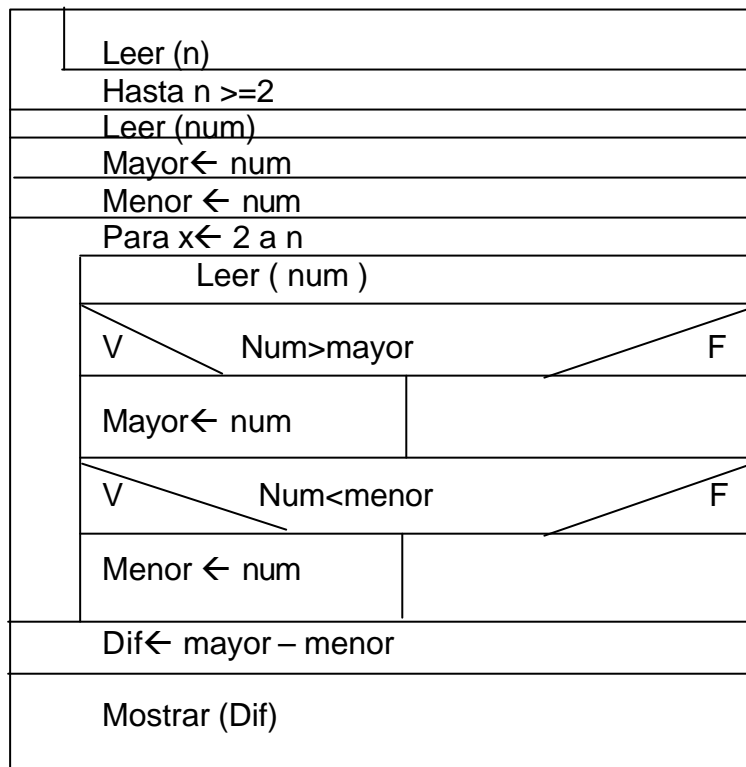 Leer (n)
Hasta n >=2
Leer (num)
Mayor← num
Menor ← num
Para x← 2 a n
Leer ( num )
V Num>mayor F
Mayor← num
V Num<menor F
Menor ← num
Dif← mayor – menor
Mostrar (Dif)